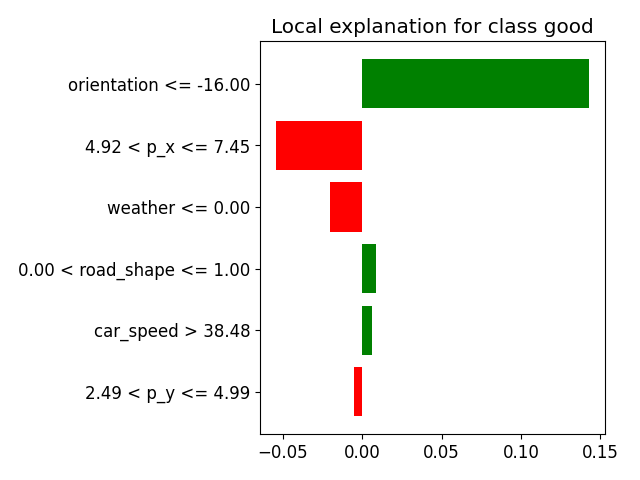 Local explanation for class good
orientation <= -16.00
4.92 < p_x <= 7.45
weather <= 0.00
0.00 < road_shape <= 1.00
car_speed > 38.48
2.49 < p_y <= 4.99
−0.05 0.00 0.05 0.10 0.15